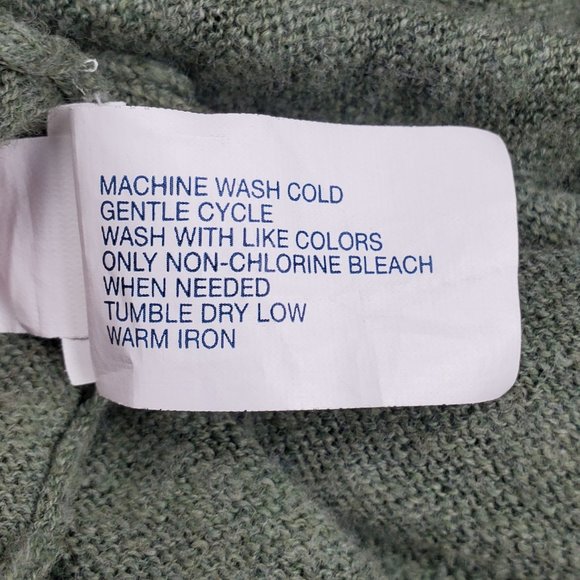 MACHINE WASH COLD
GENTLE CYCLE
WASH WITH LIKE COLORS
ONLY NON-CHLORINE BLEACH
WHEN NEEDED
TUMBLE DRY LOW
WARM IRON